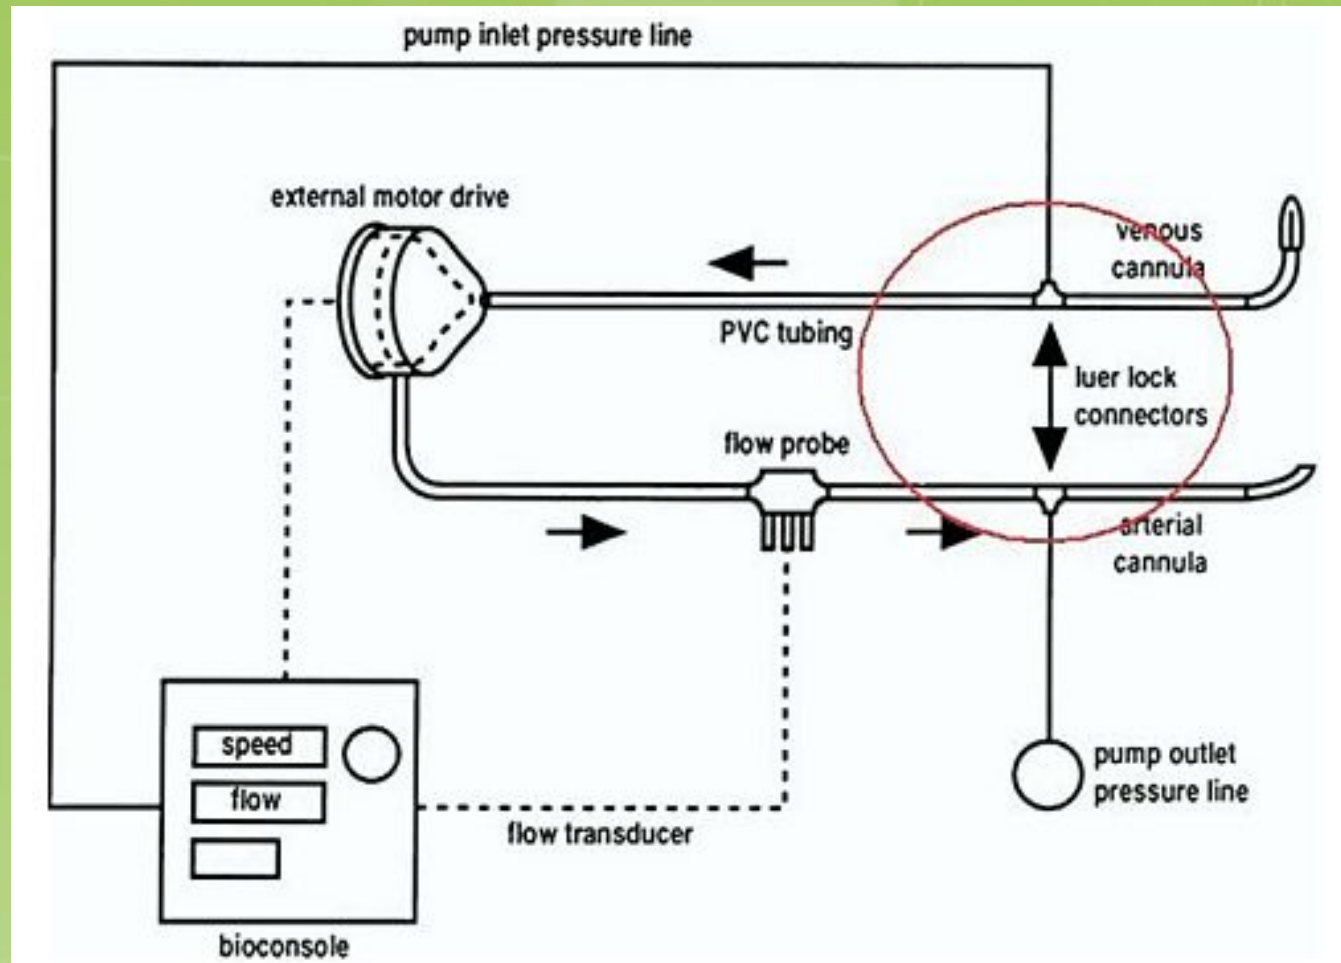 pump inlet pressure line
external motor drive
venous
cannula
PVC tubing
luer lock
connectors
flow probe
arterial
cannula
speed
flow
pump outlet
pressure line
flow transducer
bioconsole